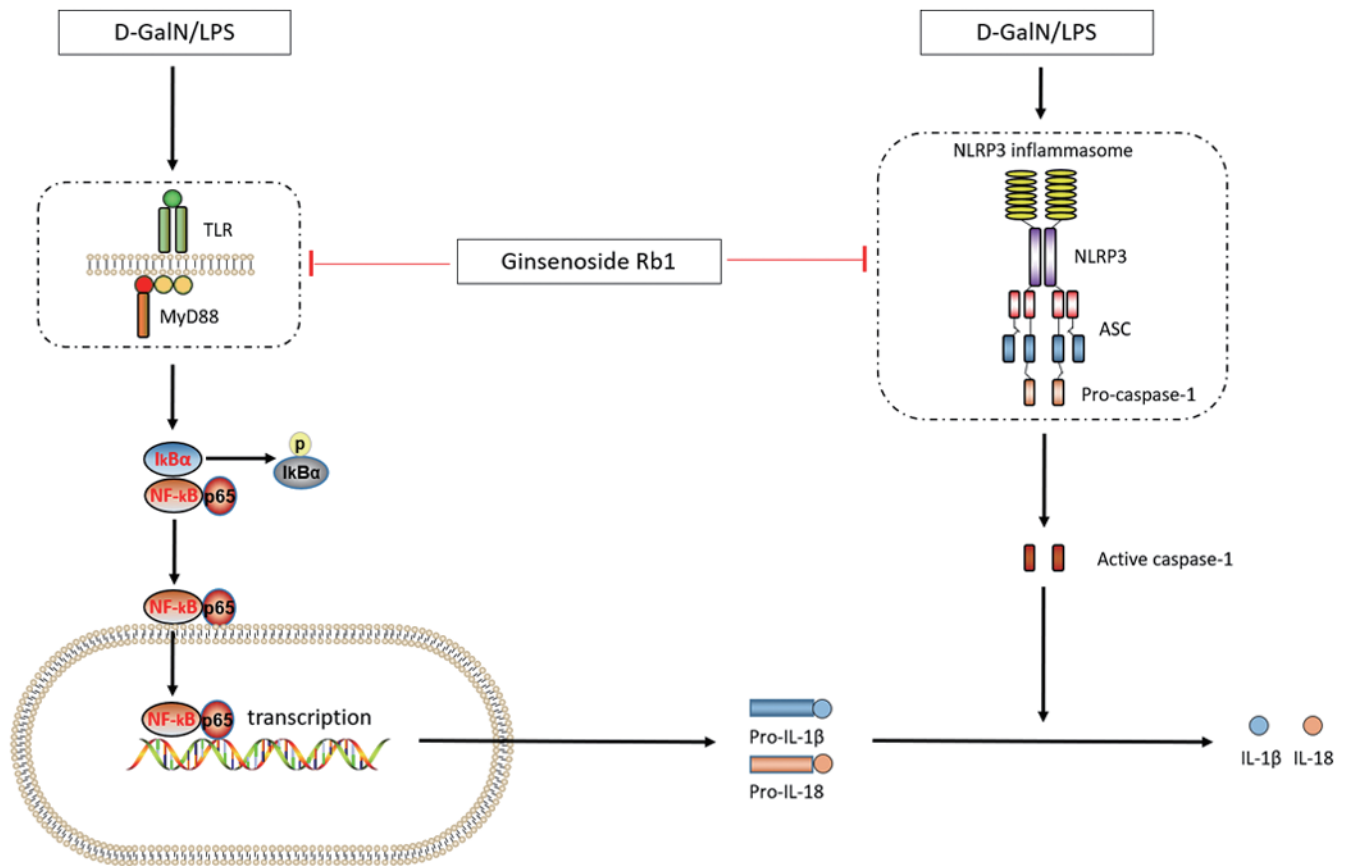 D-GalN/LPS
D-GalN/LPS
NLRP3 inflammasome
TLR
MyD88
Ginsenoside Rb1
NLRP3
ASC
Pro-caspase-1
IkBα
p
IkBα
NF-kB p65
Active caspase-1
NF-kB p65
NF-kB p65
transcription
Pro-IL-1β
Pro-IL-18
IL-1β
IL-18